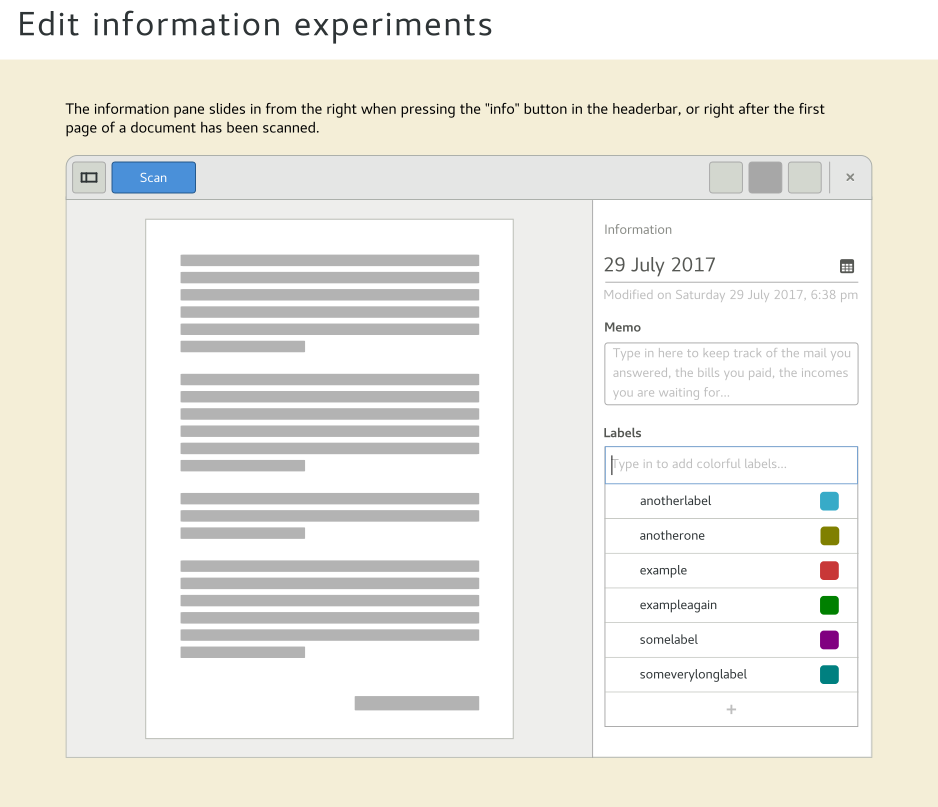 Edit information experiments
The information pane slides in from the right when pressing the "info" button in the headerbar, or right after the first
page of a document has been scanned.
Scan
Information
29 July 2017
Modified on Saturday 29 July 2017, 6:38 pm
Memo
Type in here to keep track of the mail you
answered, the bills you paid, the incomes
you are waiting for...
Labels
Type in to add colorful labels...
anotherlabel
anotherone
example
exampleagain
somelabel
someverylonglabel